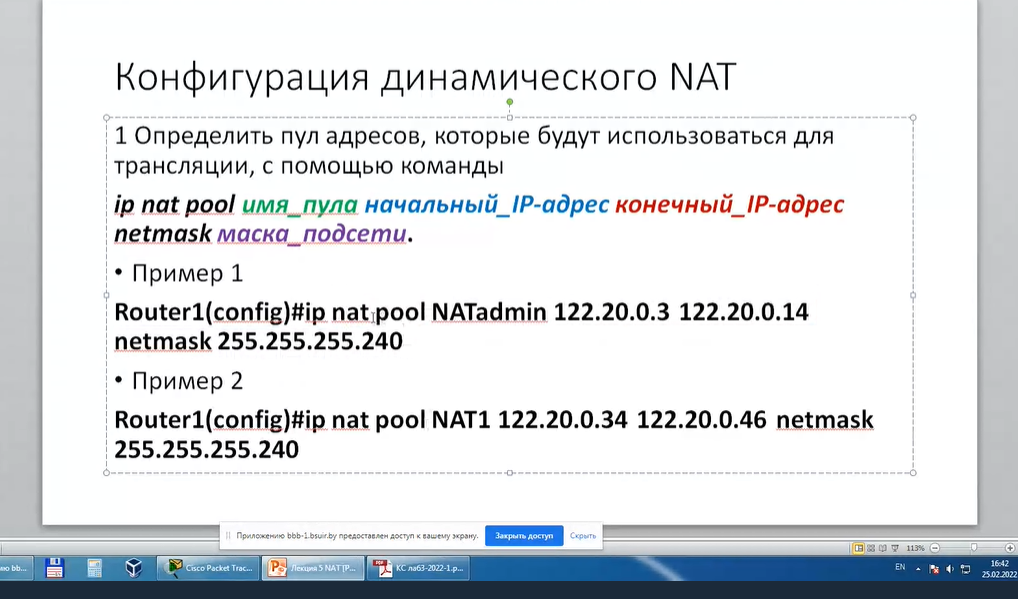 Конфигурация динамического NAT
1 Определить пул адресов, которые будут использоваться для
трансляции, с помощью команды
ip nat pool имя_пула начальный_IP-адрес конечный_IP-адрес
netmask маска_подсети.
• Пример 1
Router1(config)#ip nat pool NATadmin 122.20.0.3 122.20.0.14
netmask 255.255.255.240
• Пример 2
Router1(config)#ip nat pool NAT1 122.20.0.34 122.20.0.46 netmask
255.255.255.240
Приложению bbb-1.bsuir.by предоставлен доступ к вашему экрану. Закрыть доступ Скрыть
113%
ию bb... Cisco Packet Trac... Лекция 5 NAT [P... КС лаб3-2022-1.p... EN 16:42
25.02.2022